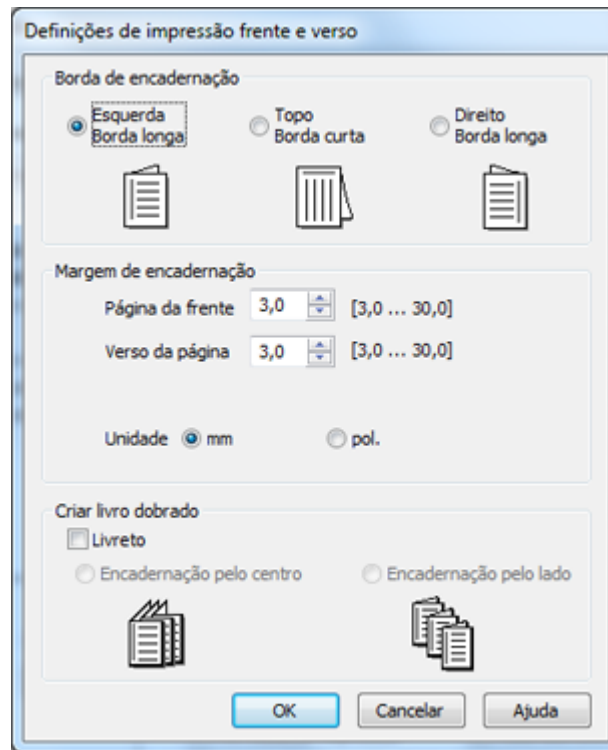 Definições de impressão frente e verso
Borda de encadernação
Esquerda
Borda longa
Topo
Borda curta
Direito
Borda longa
Margem de encadernação
Página da frente 3,0 [3,0 ... 30,0]
Verso da página 3,0 [3,0 ... 30,0]
Unidade mm pol.
Criar livro dobrado
Livreto
Encadernação pelo centro Encadernação pelo lado
OK Cancelar Ajuda